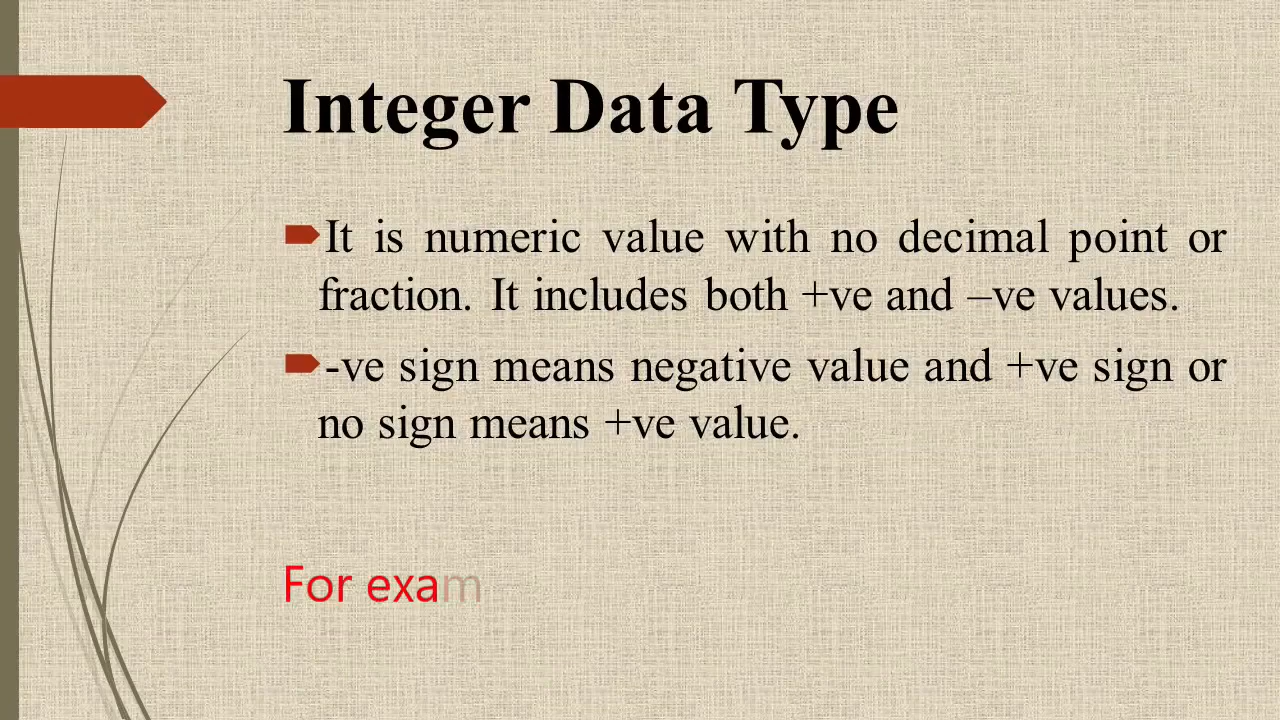 Integer Data Type
It is numeric value with no decimal point or
fraction. It includes both +ve and –ve values.
-ve sign means negative value and +ve sign or
no sign means +ve value.
For exam